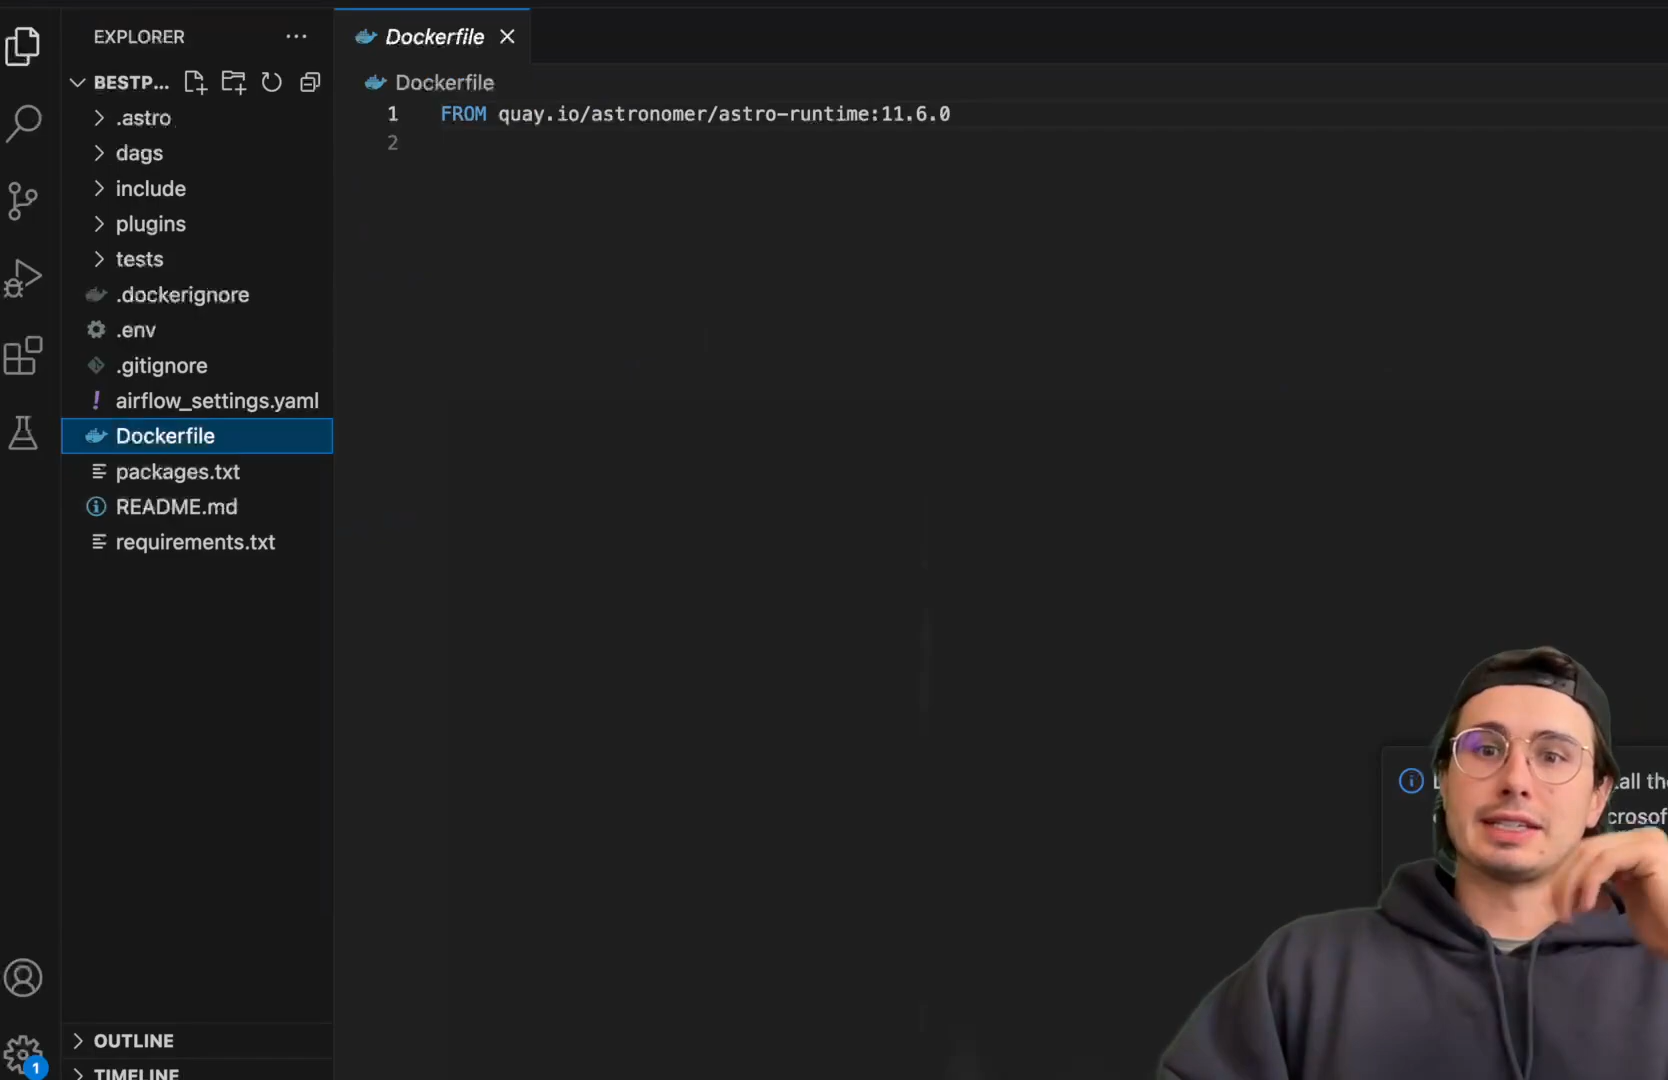 EXPLORER
BESTP...
.astro
dags
include
plugins
tests
.dockerignore
.env
.gitignore
airflow_settings.yaml
Dockerfile
packages.txt
README.md
requirements.txt
OUTLINE
TIMELINE
1
Dockerfile
Dockerfile
1 FROM quay.io/astronomer/astro-runtime:11.6.0
2
all the
crosof